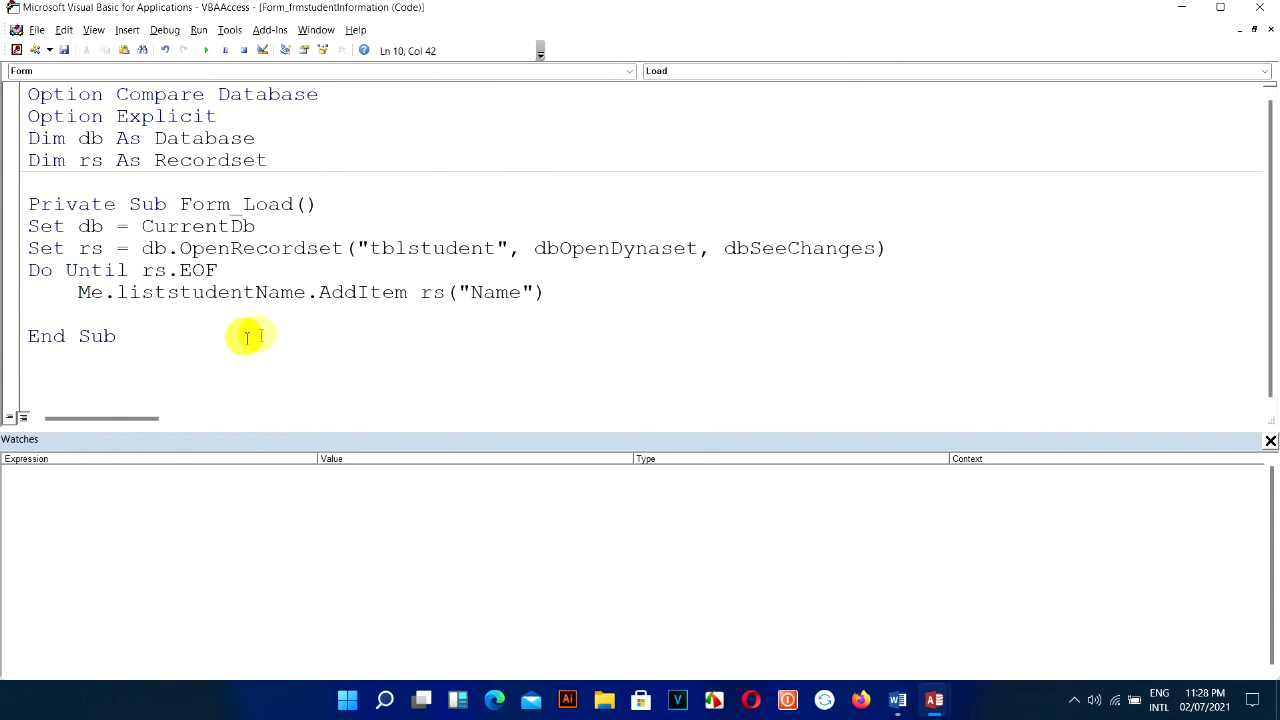 Microsoft Visual Basic for Applications - VBAAccess - [Form_frmstudentInformation (Code)]
File Edit View Insert Debug Run Tools Add-Ins Window Help
Ln 10, Col 42
Form Load
Option Compare Database
Option Explicit
Dim db As Database
Dim rs As Recordset
Private Sub Form_Load()
Set db = CurrentDb
Set rs = db.OpenRecordset("tblstudent", dbOpenDynaset, dbSeeChanges)
Do Until rs.EOF
Me.liststudentName.AddItem rs("Name")
End Sub
Watches
Expression Value Type Context
Ai V W A ENG 11:28 PM
INTL 02/07/2021